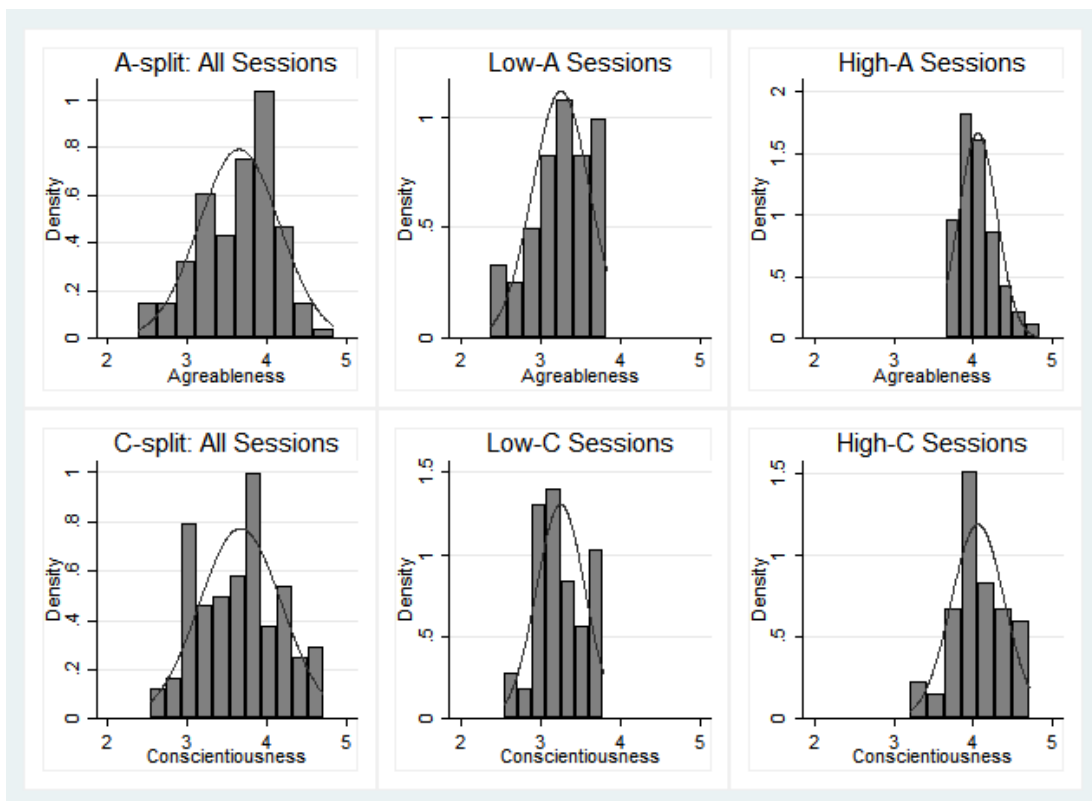 A-split: All Sessions
Density
0 .2 .4 .6 .8 1
2 3 4 5
Agreableness
Low-A Sessions
Density
0 .5 1
2 3 4 5
Agreableness
High-A Sessions
Density
0 .5 1 1.5 2
2 3 4 5
Agreableness
C-split: All Sessions
Density
0 .2 .4 .6 .8 1
2 3 4 5
Conscientiousness
Low-C Sessions
Density
0 .5 1 1.5
2 3 4 5
Conscientiousness
High-C Sessions
Density
0 .5 1 1.5
2 3 4 5
Conscientiousness